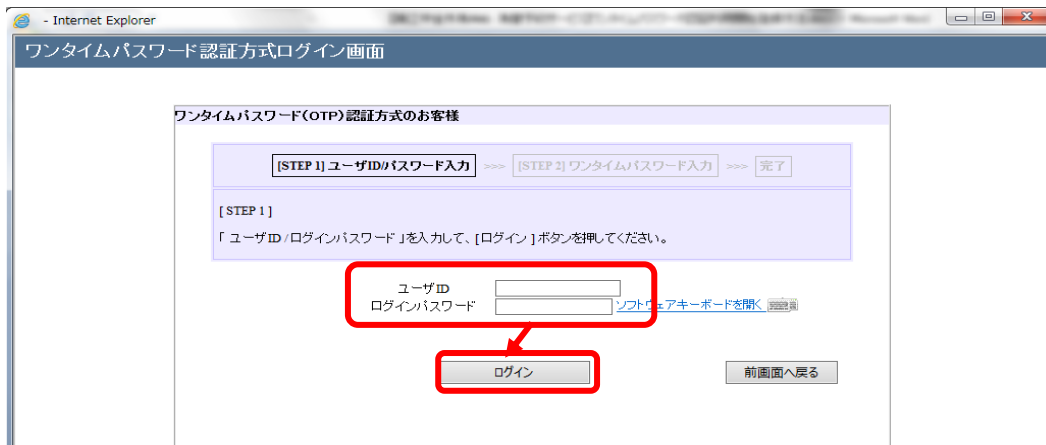 - Internet Explorer
ワンタイムパスワード認証方式ログイン画面
ワンタイムパスワード(OTP)認証方式のお客様
[STEP 1] ユーザID/パスワード入力 >>> [STEP 2] ワンタイムパスワード入力 >>> 完了
[ STEP 1 ]
「 ユーザID /ログインパスワード 」を入力して、[ログイン ]ボタンを押してください。
ユーザID
ログインパスワード ソフトウェアキーボードを開く
ログイン 前画面へ戻る